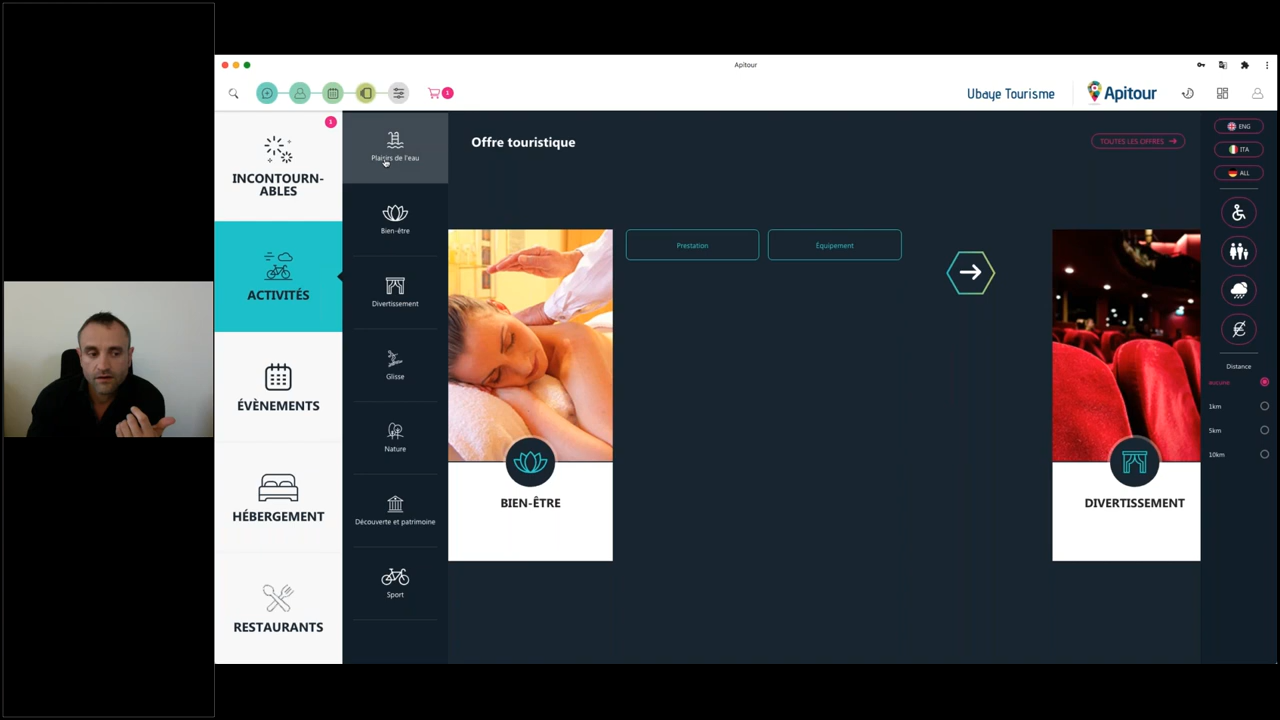 Apitour
1
Ubaye Tourisme
Apitour
1
INCONTOURN-
ABLES
ACTIVITÉS
ÉVÈNEMENTS
HÉBERGEMENT
RESTAURANTS
Plaisirs de l'eau
Bien-être
Divertissement
Glisse
Nature
Découverte et patrimoine
Sport
Offre touristique
TOUTES LES OFFRES
Prestation
Équipement
BIEN-ÊTRE
DIVERTISSEMENT
ENG
ITA
ALL
Distance
1km
5km
10km